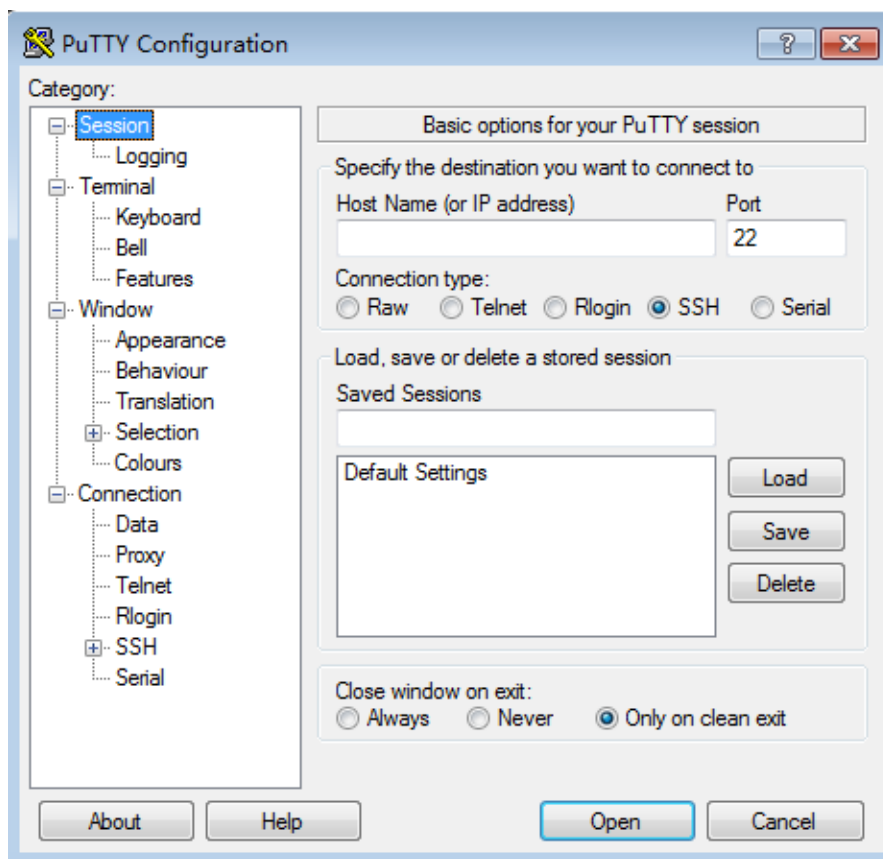 PuTTY Configuration
Category:
Session
Logging
Terminal
Keyboard
Bell
Features
Window
Appearance
Behaviour
Translation
Selection
Colours
Connection
Data
Proxy
Telnet
Rlogin
SSH
Serial
Basic options for your PuTTY session
Specify the destination you want to connect to
Host Name (or IP address) Port
22
Connection type:
Raw Telnet Rlogin SSH Serial
Load, save or delete a stored session
Saved Sessions
Default Settings
Load
Save
Delete
Close window on exit:
Always Never Only on clean exit
About Help Open Cancel